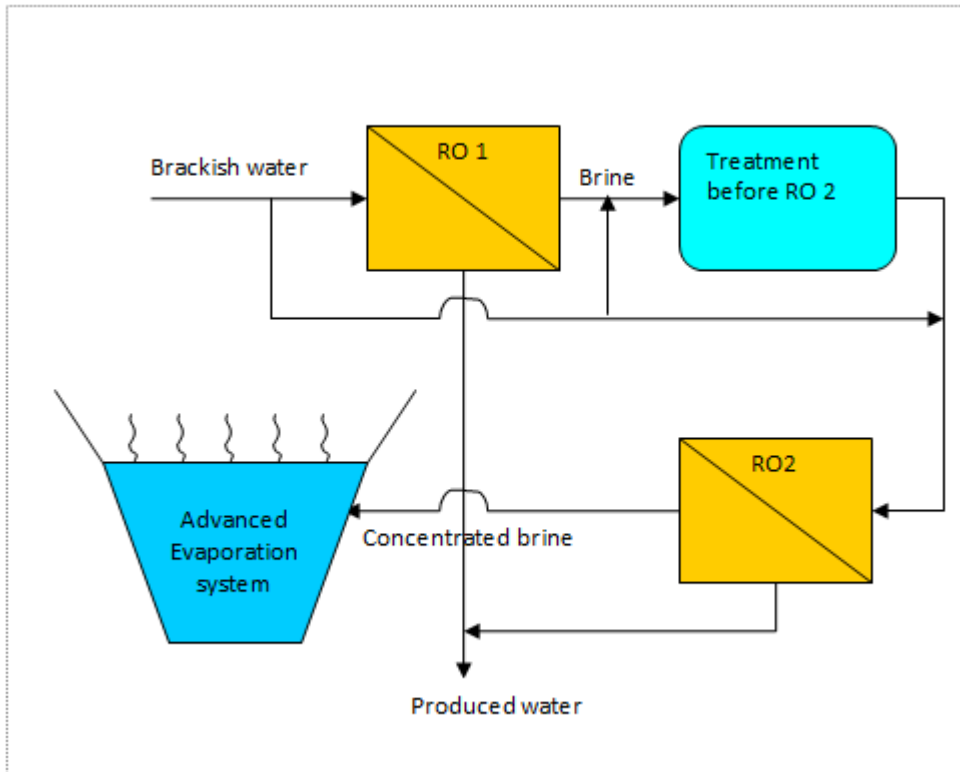 RO 1
Brackish water
Brine
Treatment
before RO 2
RO2
Advanced
Evaporation
system
Concentrated brine
Produced water